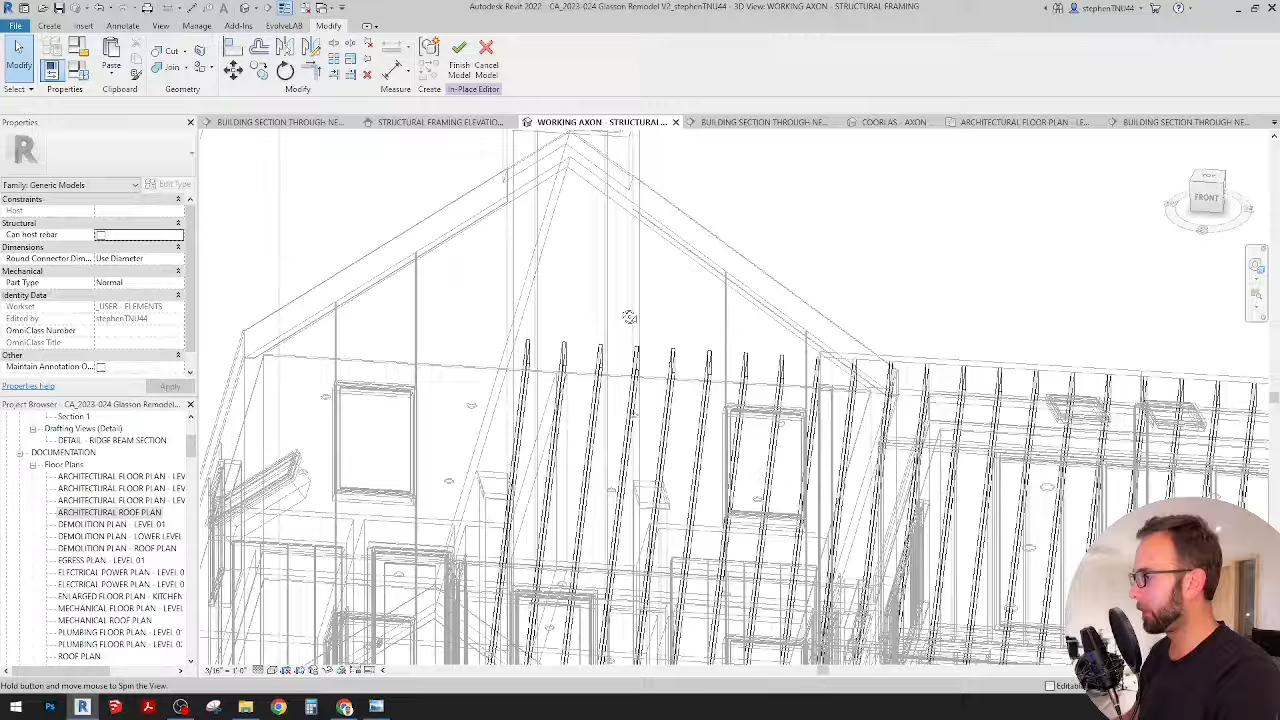 Autodesk Revit 2022 - CA_2023-024 Glasson Remodel V2_stephenTNU44 - 3D View: WORKING AXON - STRUCTURAL FRAMING
stephenTNU44
File Create Insert Annotate Analyze Architecture Massing & Site Collaborate View Manage Add-Ins EvolveLAB Modify
Modify
Paste
Cut
Join
Finish Model
Cancel Model
Select Properties Clipboard Geometry Modify Measure Create In-Place Editor
Properties
BUILDING SECTION THROUGH NE...
STRUCTURAL FRAMING ELEVATIO...
WORKING AXON - STRUCTURAL...
BUILDING SECTION THROUGH NE...
COORLAS - AXON
ARCHITECTURAL FLOOR PLAN - LE...
BUILDING SECTION THROUGH NE...
R
TOP
FRONT
Family: Generic Models
Edit Type
Constraints
Host
Structural
Can host rebar
Dimensions
Round Connector Dim... Use Diameter
Mechanical
Part Type Normal
Identity Data
Workset _USER - ELEMENTS
Edited by stephenTNU44
OmniClass Number
OmniClass Title
Other
Maintain Annotation O...
Properties help
Apply
Project Browser - CA_2023-024 Glasson Remodel...
Section 1
Drafting Views (Detail)
DETAIL - RIDGE BEAM SECTION
DOCUMENTATION
Floor Plans
ARCHITECTURAL FLOOR PLAN - LEV
ARCHITECTURAL FLOOR PLAN - LEV
ARCHITECTURAL FLOOR PLAN - LEV
ARCHITECTURAL ROOF PLAN
DEMOLITION PLAN - LEVEL 01
DEMOLITION PLAN - LOWER LEVEL
DEMOLITION PLAN - ROOF PLAN
EGRESS PLAN - LEVEL 01
ELECTRICAL POWER PLAN - LEVEL 0
ELECTRICAL POWER PLAN - LEVEL 0
ENLARGED FLOOR PLAN - KITCHEN
MECHANICAL FLOOR PLAN - LEVEL
MECHANICAL ROOF PLAN
PLUMBING FLOOR PLAN - LEVEL 0
PLUMBING FLOOR PLAN - LEVEL 0
ROOF PLAN
3/16" = 1'-0"
Hold button and move mouse to Spin the View.